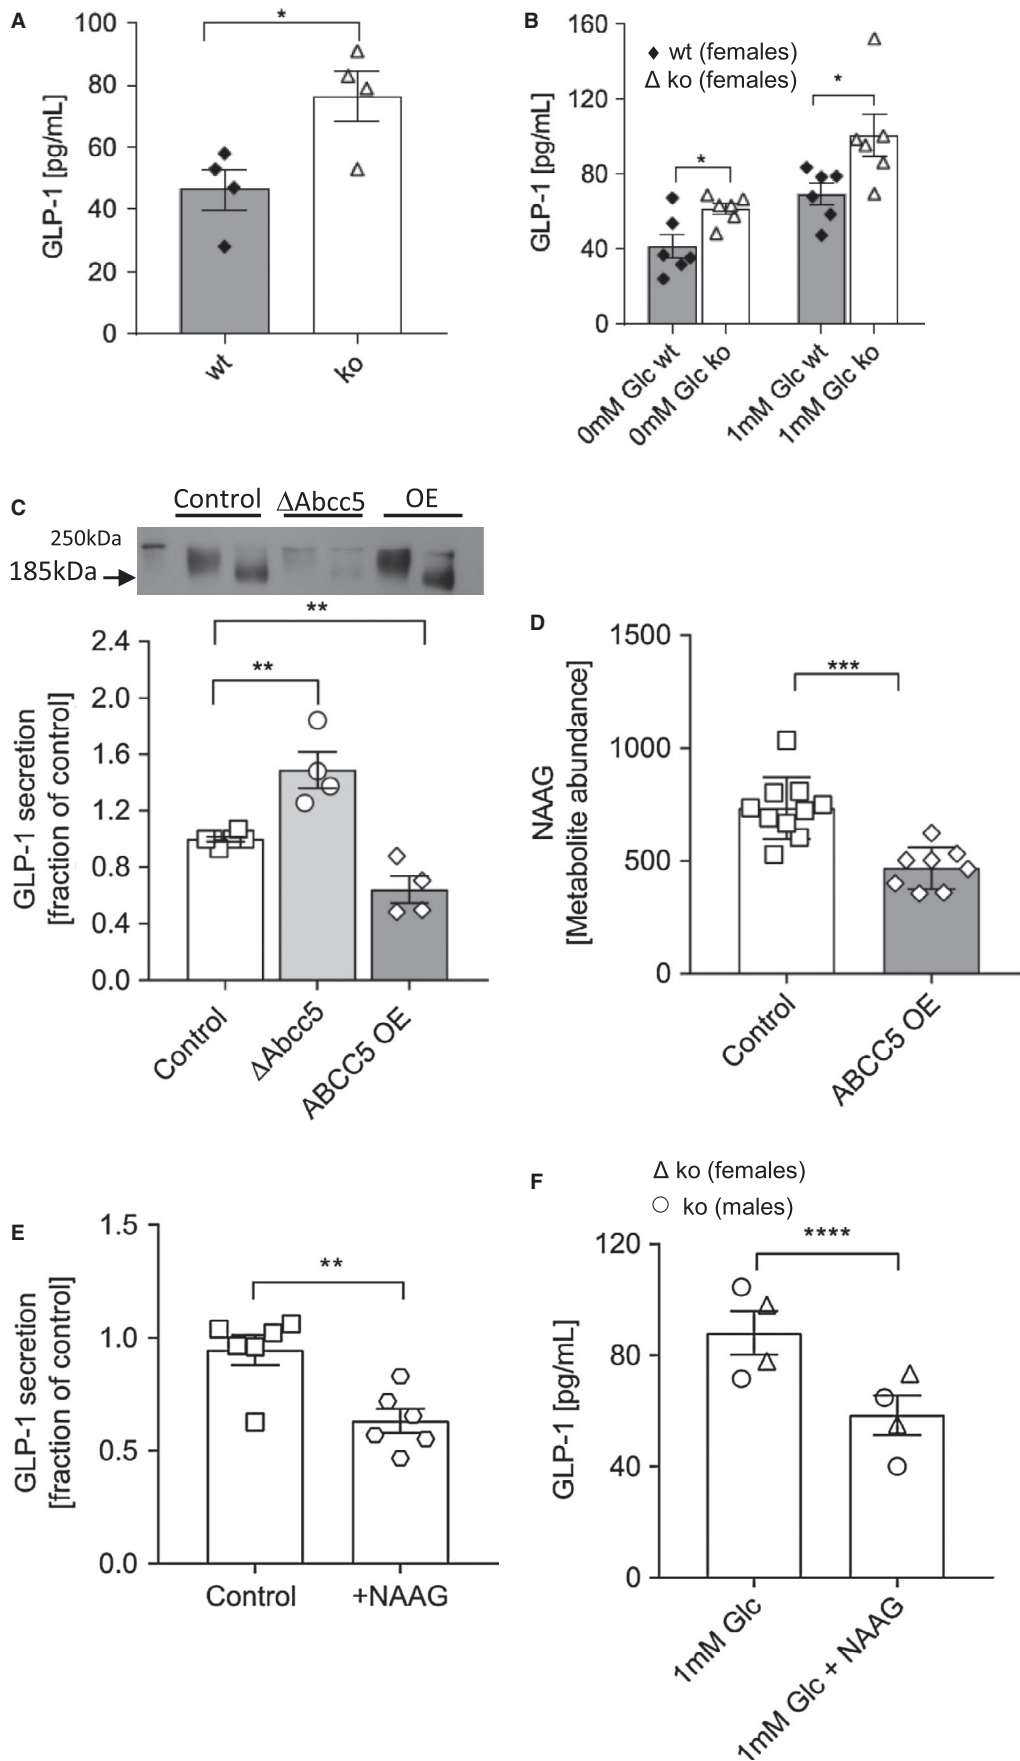 A
*
100
80
60
40
20
0
GLP-1 [pg/mL]
wt
ko
B
◆ wt (females)
Δ ko (females)
*
*
160
120
80
40
0
GLP-1 [pg/mL]
0mM Glc wt
0mM Glc ko
1mM Glc wt
1mM Glc ko
C
Control ΔAbcc5 OE
250kDa
185kDa
**
**
2.4
2.0
1.6
1.2
0.8
0.4
0.0
GLP-1 secretion
[fraction of control]
Control
ΔAbcc5
ABCC5 OE
D
***
1500
1000
500
0
NAAG
[Metabolite abundance]
Control
ABCC5 OE
E
**
1.5
1.0
0.5
0.0
GLP-1 secretion
[fraction of control]
Control
+NAAG
F
Δ ko (females)
○ ko (males)
****
120
80
40
0
GLP-1 [pg/mL]
1mM Glc
1mM Glc + NAAG